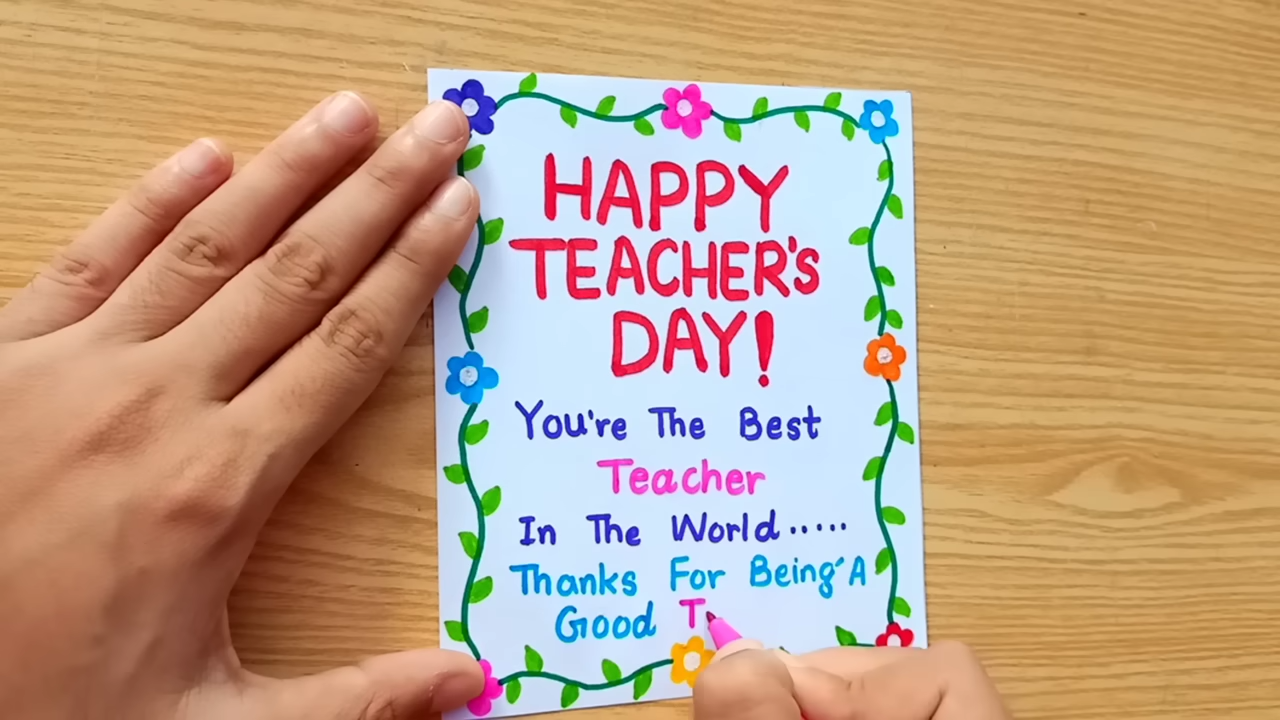 HAPPY
TEACHER'S
DAY!
You're The Best
Teacher
In The World.....
Thanks For Being A
Good T